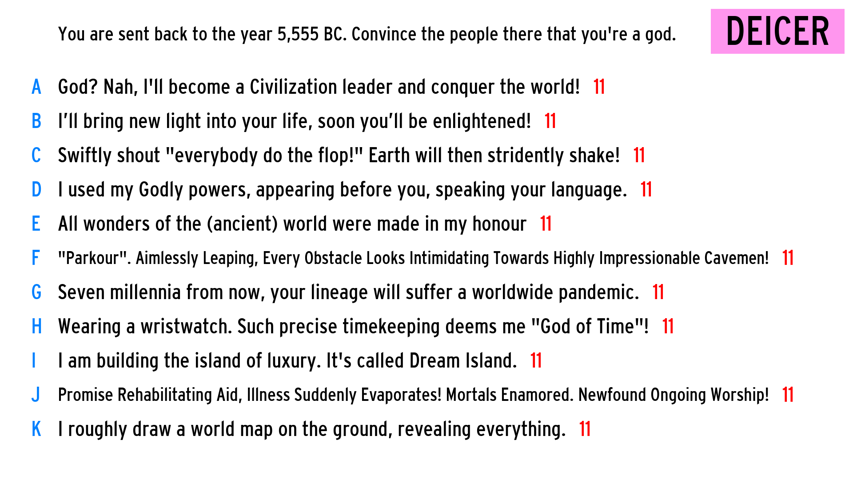 You are sent back to the year 5,555 BC. Convince the people there that you're a god.
DEICER
A God? Nah, I'll become a Civilization leader and conquer the world! 11
B I’ll bring new light into your life, soon you’ll be enlightened! 11
C Swiftly shout "everybody do the flop!" Earth will then stridently shake! 11
D I used my Godly powers, appearing before you, speaking your language. 11
E All wonders of the (ancient) world were made in my honour 11
F "Parkour". Aimlessly Leaping, Every Obstacle Looks Intimidating Towards Highly Impressionable Cavemen! 11
G Seven millennia from now, your lineage will suffer a worldwide pandemic. 11
H Wearing a wristwatch. Such precise timekeeping deems me "God of Time"! 11
I I am building the island of luxury. It's called Dream Island. 11
J Promise Rehabilitating Aid, Illness Suddenly Evaporates! Mortals Enamored. Newfound Ongoing Worship! 11
K I roughly draw a world map on the ground, revealing everything. 11